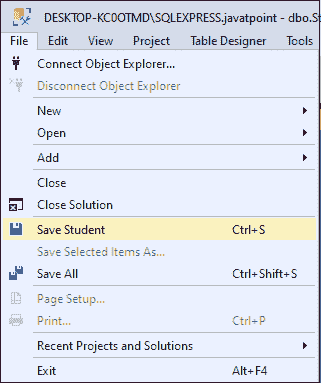 DESKTOP-KC0OTMD\SQLEXPRESS.javatpoint - dbo.S
File Edit View Project Table Designer Tools
Connect Object Explorer...
Disconnect Object Explorer
New
Open
Add
Close
Close Solution
Save Student Ctrl+S
Save Selected Items As...
Save All Ctrl+Shift+S
Page Setup...
Print... Ctrl+P
Recent Projects and Solutions
Exit Alt+F4